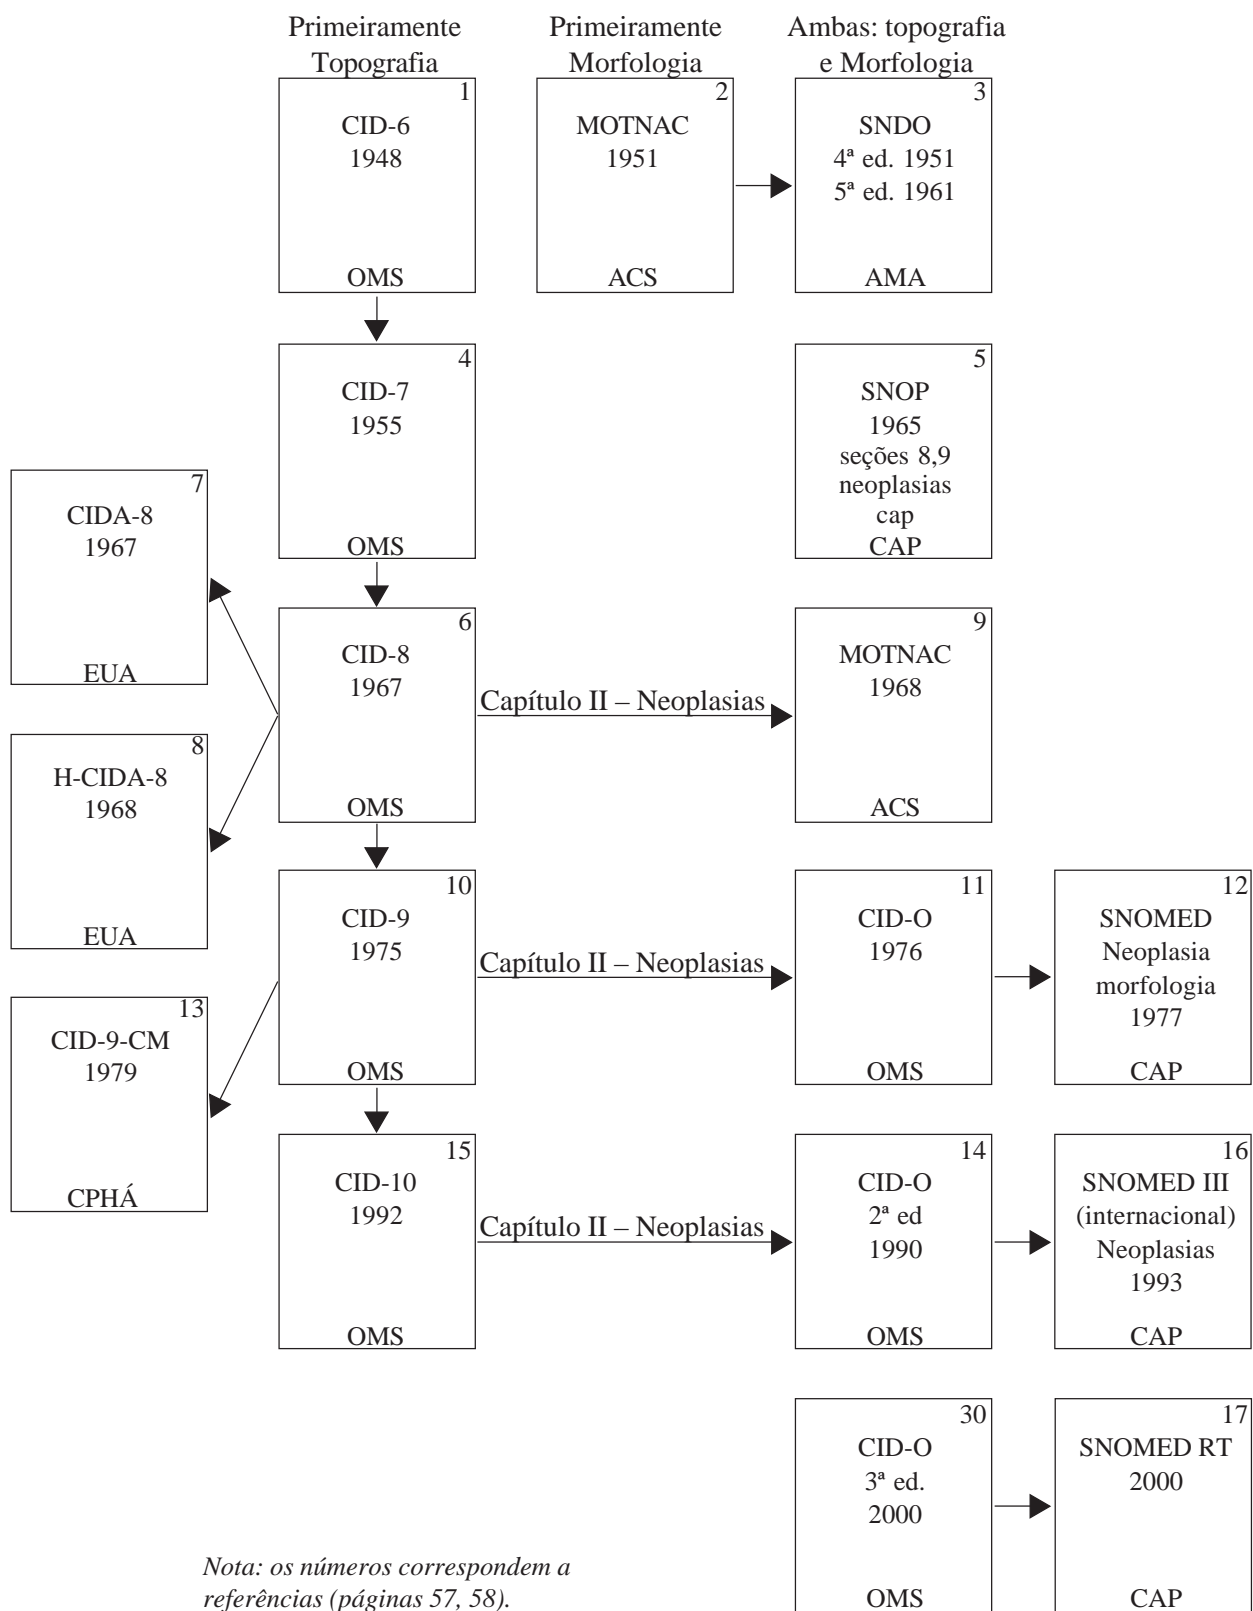 Primeiramente
Topografia
Primeiramente
Morfologia
Ambas: topografia
e Morfologia
1
CID-6
1948
OMS
2
MOTNAC
1951
ACS
3
SNDO
4ª ed. 1951
5ª ed. 1961
AMA
4
CID-7
1955
OMS
5
SNOP
1965
seções 8,9
neoplasias
cap
CAP
7
CIDA-8
1967
EUA
6
CID-8
1967
OMS
Capítulo II – Neoplasias
9
MOTNAC
1968
ACS
8
H-CIDA-8
1968
EUA
10
CID-9
1975
OMS
Capítulo II – Neoplasias
11
CID-O
1976
OMS
12
SNOMED
Neoplasia
morfologia
1977
CAP
13
CID-9-CM
1979
CPHÁ
15
CID-10
1992
OMS
Capítulo II – Neoplasias
14
CID-O
2ª ed
1990
OMS
16
SNOMED III
(internacional)
Neoplasias
1993
CAP
30
CID-O
3ª ed.
2000
OMS
17
SNOMED RT
2000
CAP
Nota: os números correspondem a
referências (páginas 57, 58).